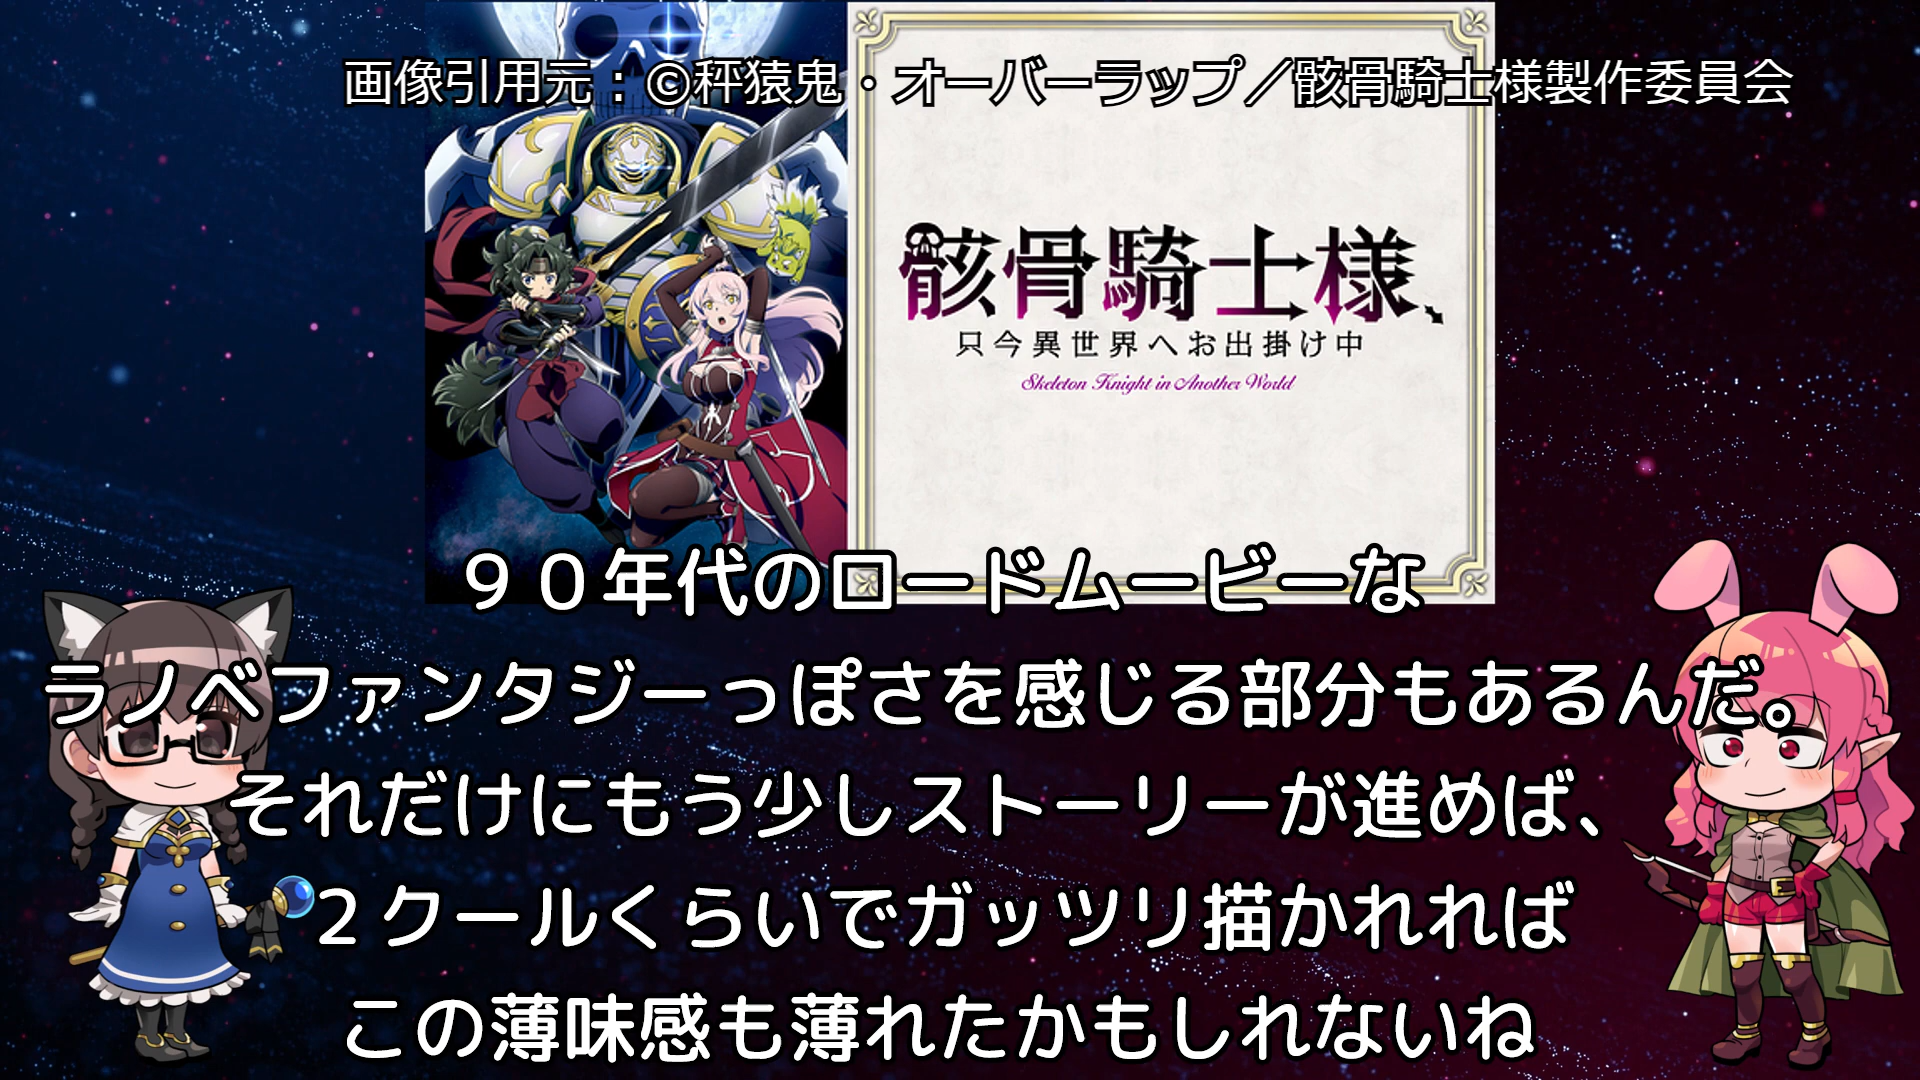 画像引用元：©秤猿鬼・オーバーラップ／骸骨騎士様製作委員会
骸骨騎士様、
只今異世界へお出掛け中
Skeleton Knight in Another World
９０年代のロードムービーな
ラノベファンタジーっぽさを感じる部分もあるんだ。
それだけにもう少しストーリーが進めば、
２クールくらいでガッツリ描かれれば
この薄味感も薄れたかもしれないね